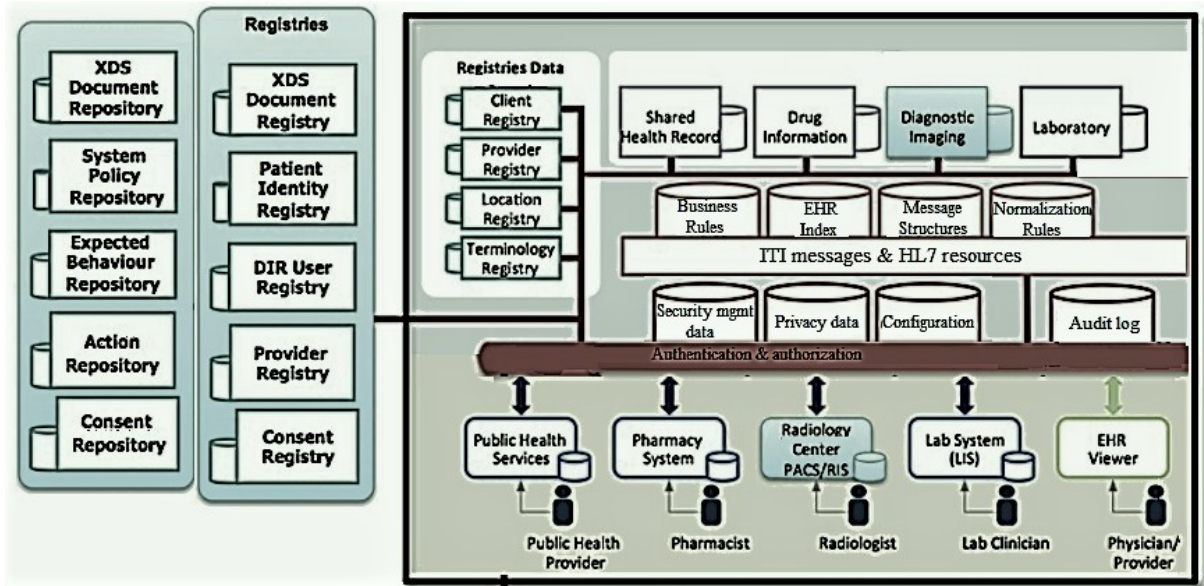 XDS
Document
Repository
System
Policy
Repository
Expected
Behaviour
Repository
Action
Repository
Consent
Repository
Registries
XDS
Document
Registry
Patient
Identity
Registry
DIR User
Registry
Provider
Registry
Consent
Registry
Registries Data
Client
Registry
Provider
Registry
Location
Registry
Terminology
Registry
Shared
Health Record
Drug
Information
Diagnostic
Imaging
Laboratory
Business
Rules
EHR
Index
Message
Structures
Normalization
Rules
ITI messages & HL7 resources
Security mgmt
data
Privacy data
Configuration
Audit log
Authentication & authorization
Public Health
Services
Pharmacy
System
Radiology
Center
PACS/RIS
Lab System
(LIS)
EHR
Viewer
Public Health
Provider
Pharmacist
Radiologist
Lab Clinician
Physician/
Provider